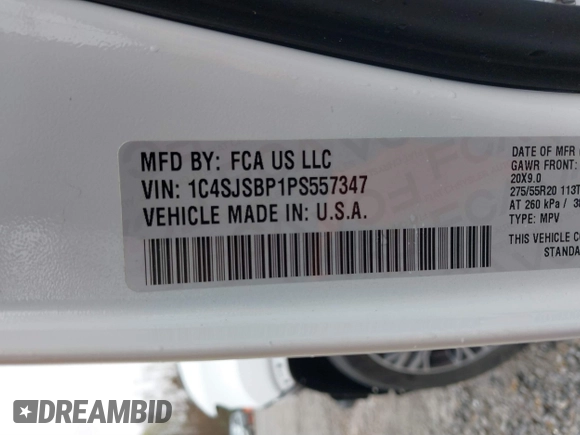 MFD BY: FCA US LLC
VIN: 1C4SJSBP1PS557347
VEHICLE MADE IN: U.S.A.
DATE OF MFR
GAWR FRONT:
20X9.0
275/55R20 113T
AT 260 kPa /
TYPE: MPV
THIS VEHICLE
DREAMBID